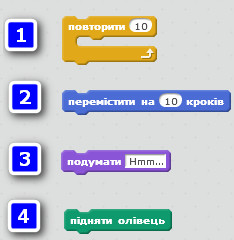 1 повторити 10
2 перемістити на 10 кроків
3 подумати Hmm...
4 підняти олівець